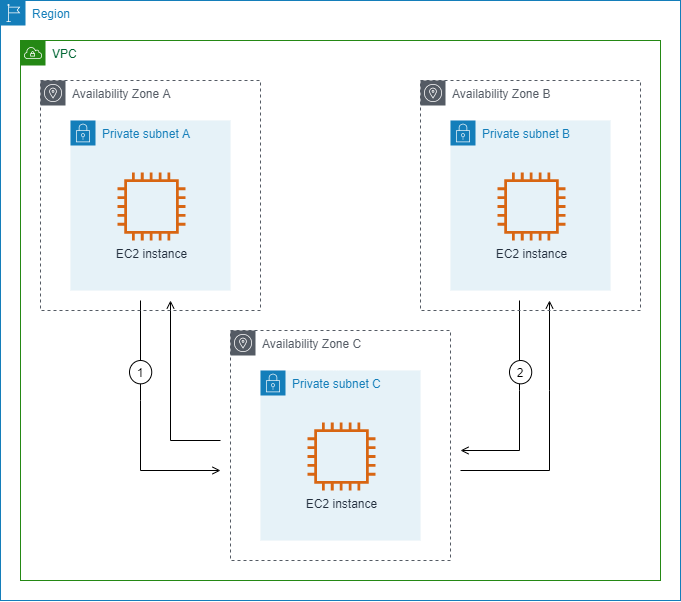 Region
VPC
Availability Zone A
Availability Zone B
Private subnet A
Private subnet B
EC2 instance
EC2 instance
Availability Zone C
1
2
Private subnet C
EC2 instance